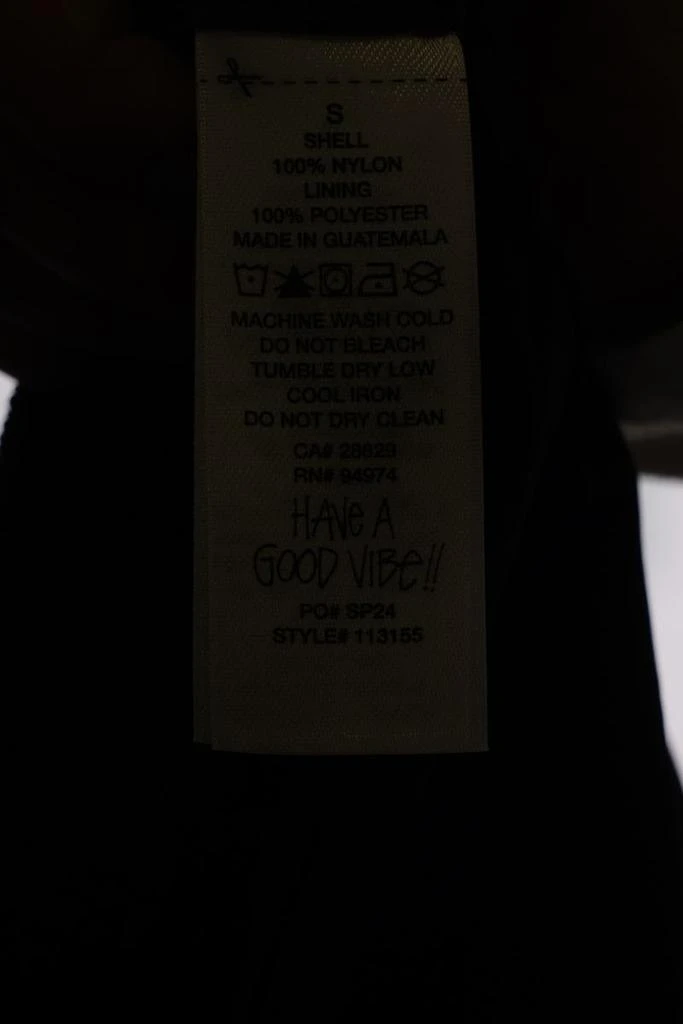 S
SHELL
100% NYLON
LINING
100% POLYESTER
MADE IN GUATEMALA
MACHINE WASH COLD
DO NOT BLEACH
TUMBLE DRY LOW
COOL IRON
DO NOT DRY CLEAN
CA# 28829
RN# 94974
HAVE A
GOOD VIBE!!
PO# SP24
STYLE# 113155